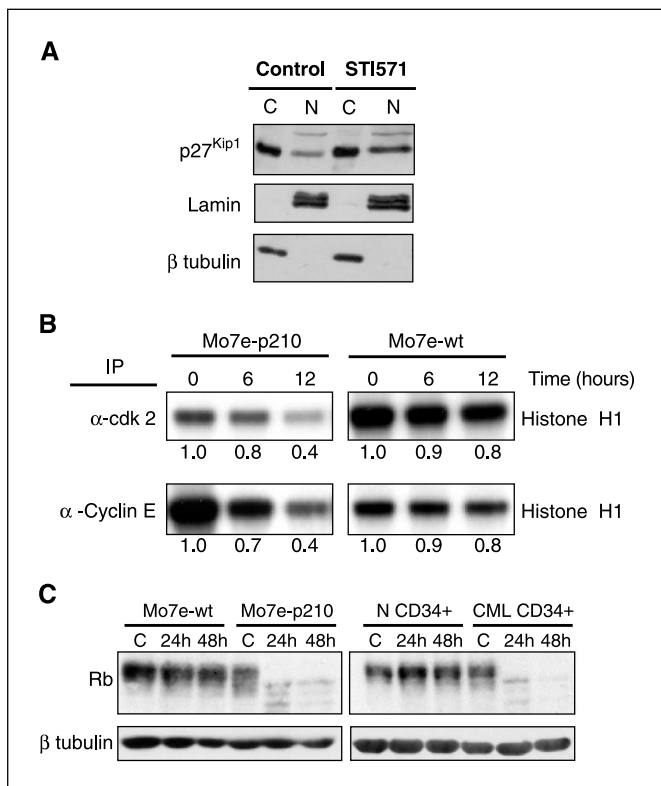 A
Control STI571
C N C N
p27Kip1
Lamin
β tubulin
B
Mo7e-p210 Mo7e-wt
IP
0 6 12 0 6 12 Time (hours)
α-cdk 2 Histone H1
1.0 0.8 0.4 1.0 0.9 0.8
α -Cyclin E Histone H1
1.0 0.7 0.4 1.0 0.9 0.8
C
Mo7e-wt Mo7e-p210 N CD34+ CML CD34+
C 24h 48h C 24h 48h C 24h 48h C 24h 48h
Rb
β tubulin